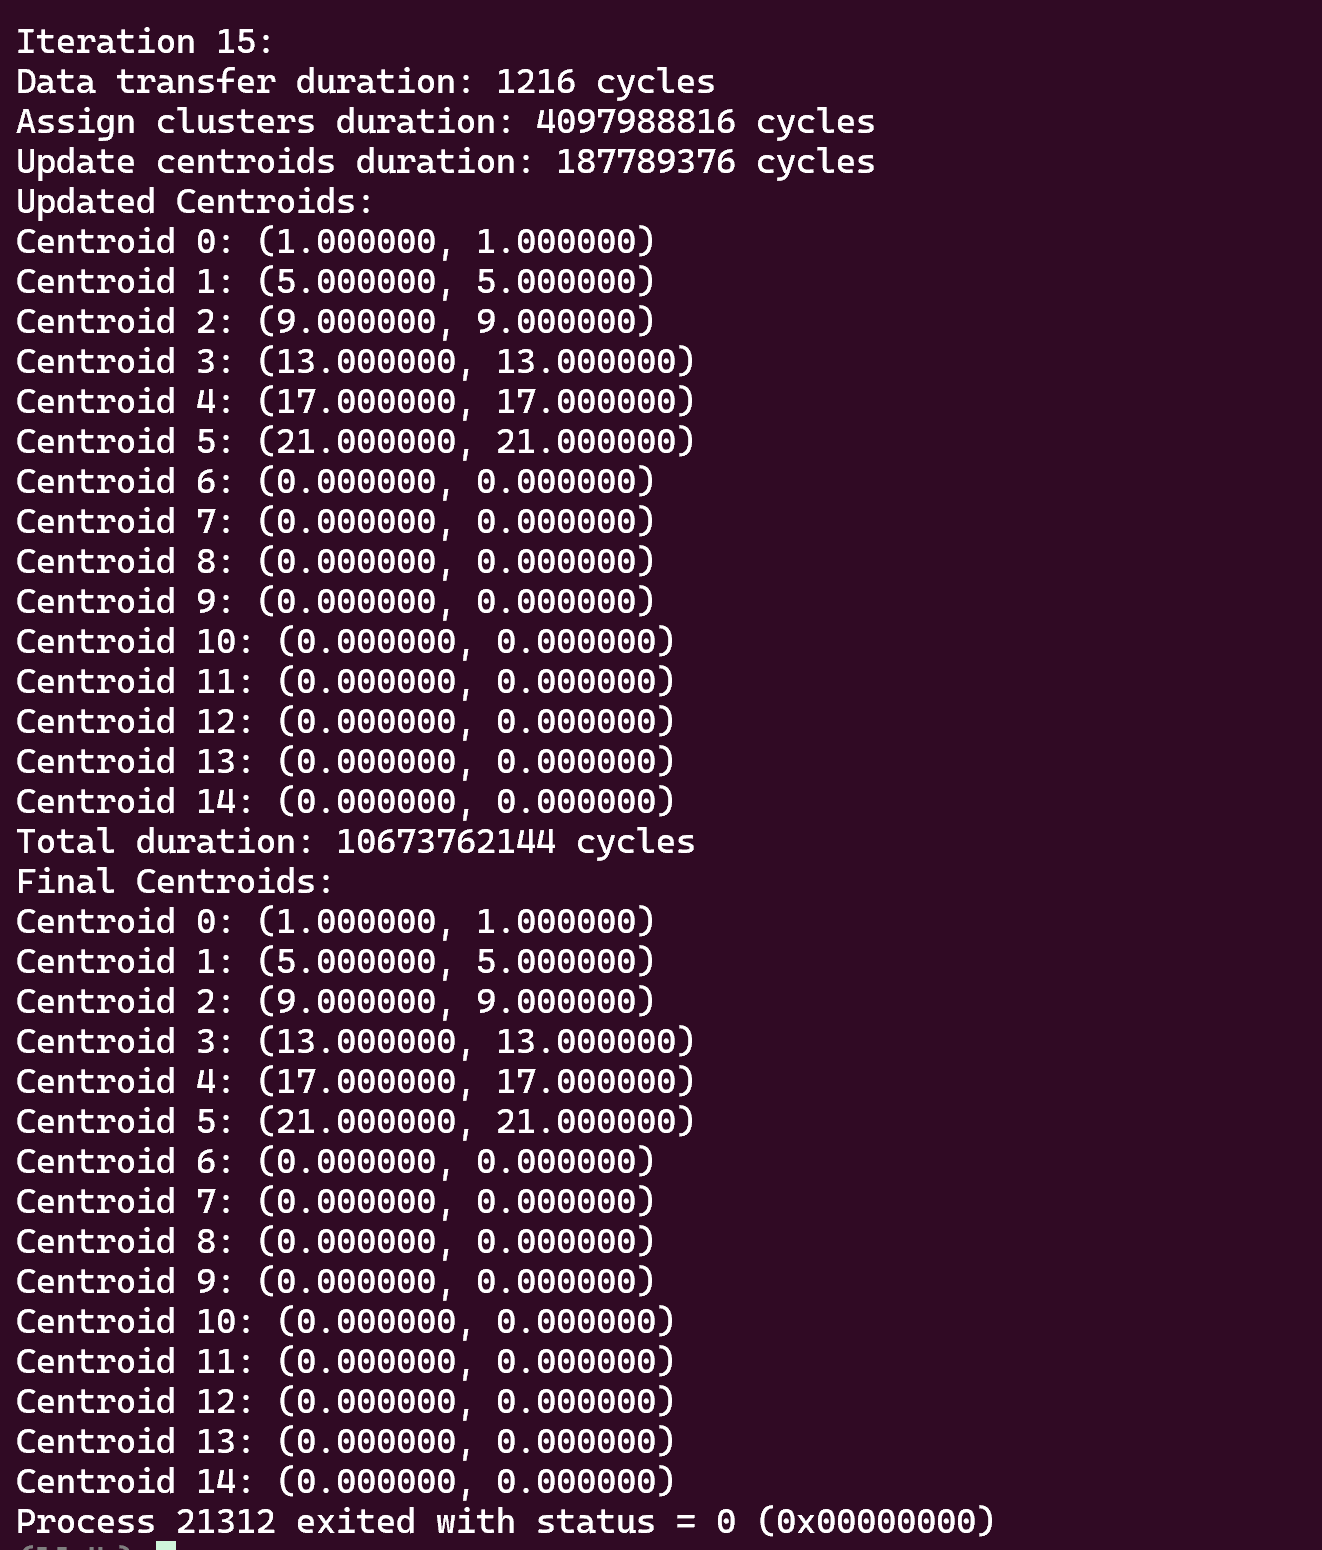 Iteration 15:
Data transfer duration: 1216 cycles
Assign clusters duration: 4097988816 cycles
Update centroids duration: 187789376 cycles
Updated Centroids:
Centroid 0: (1.000000, 1.000000)
Centroid 1: (5.000000, 5.000000)
Centroid 2: (9.000000, 9.000000)
Centroid 3: (13.000000, 13.000000)
Centroid 4: (17.000000, 17.000000)
Centroid 5: (21.000000, 21.000000)
Centroid 6: (0.000000, 0.000000)
Centroid 7: (0.000000, 0.000000)
Centroid 8: (0.000000, 0.000000)
Centroid 9: (0.000000, 0.000000)
Centroid 10: (0.000000, 0.000000)
Centroid 11: (0.000000, 0.000000)
Centroid 12: (0.000000, 0.000000)
Centroid 13: (0.000000, 0.000000)
Centroid 14: (0.000000, 0.000000)
Total duration: 10673762144 cycles
Final Centroids:
Centroid 0: (1.000000, 1.000000)
Centroid 1: (5.000000, 5.000000)
Centroid 2: (9.000000, 9.000000)
Centroid 3: (13.000000, 13.000000)
Centroid 4: (17.000000, 17.000000)
Centroid 5: (21.000000, 21.000000)
Centroid 6: (0.000000, 0.000000)
Centroid 7: (0.000000, 0.000000)
Centroid 8: (0.000000, 0.000000)
Centroid 9: (0.000000, 0.000000)
Centroid 10: (0.000000, 0.000000)
Centroid 11: (0.000000, 0.000000)
Centroid 12: (0.000000, 0.000000)
Centroid 13: (0.000000, 0.000000)
Centroid 14: (0.000000, 0.000000)
Process 21312 exited with status = 0 (0x00000000)